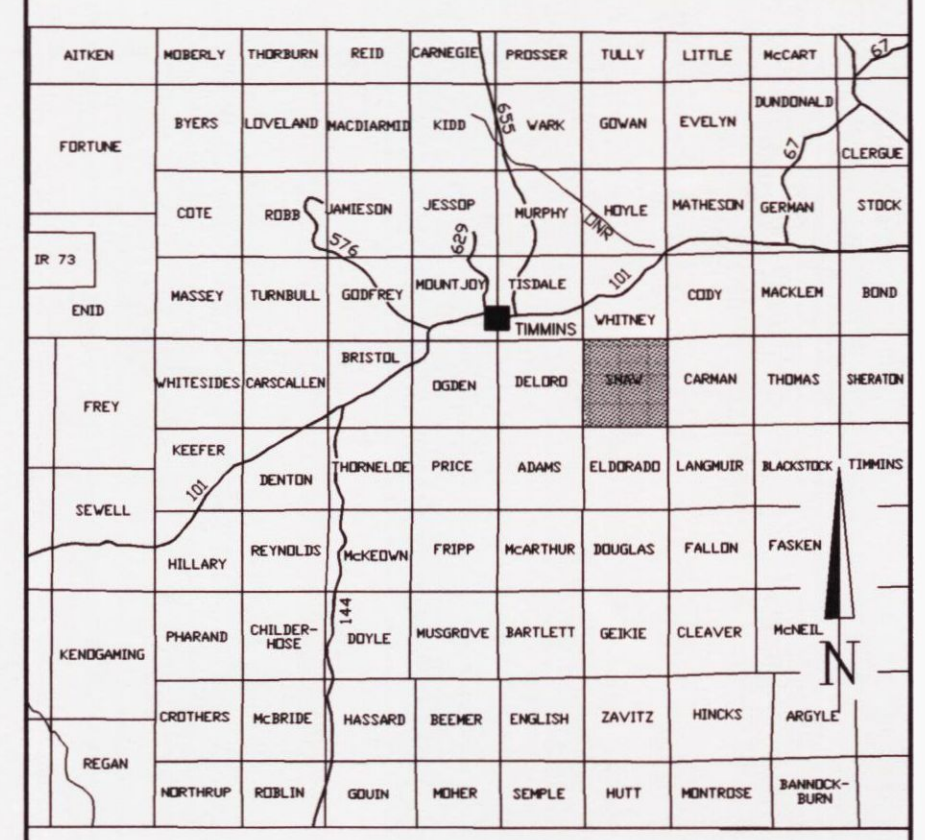 AITKEN MOBERLY THORBURN REID CARNEGIE PROSSER TULLY LITTLE McCART 67
FORTUNE BYERS LOVELAND MACDIARMID KIDD 655 WARK GOWAN EVELYN DUNDONALD 67 CLERGUE
COTE ROBB JAMIESON JESSOP MURPHY HOYLE MATHESON GERMAN STOCK
576 629 ONR
IR 73
ENID MASSEY TURNBULL GODFREY MOUNTJOY TISDALE 101 WHITNEY CODY MACKLEM BOND
TIMMINS
FREY WHITESIDES CARSCALLEN BRISTOL OGDEN DELORO SHAW CARMAN THOMAS SHERATON
KEEFER DENTON THORNELOE PRICE ADAMS ELDORADO LANGMUIR BLACKSTOCK TIMMINS
101
SEWELL HILLARY REYNOLDS McKEOWN FRIPP McARTHUR DOUGLAS FALLON FASKEN
144
KENOGAMING PHARAND CHILDER-
HOSE DOYLE MUSGROVE BARTLETT GEIKIE CLEAVER McNEIL
N
CROTHERS McBRIDE HASSARD BEEMER ENGLISH ZAVITZ HINCKS ARGYLE
REGAN
NORTHRUP ROBLIN GOUIN MOHER SEMPLE HUTT MONTROSE BANNOCK-
BURN